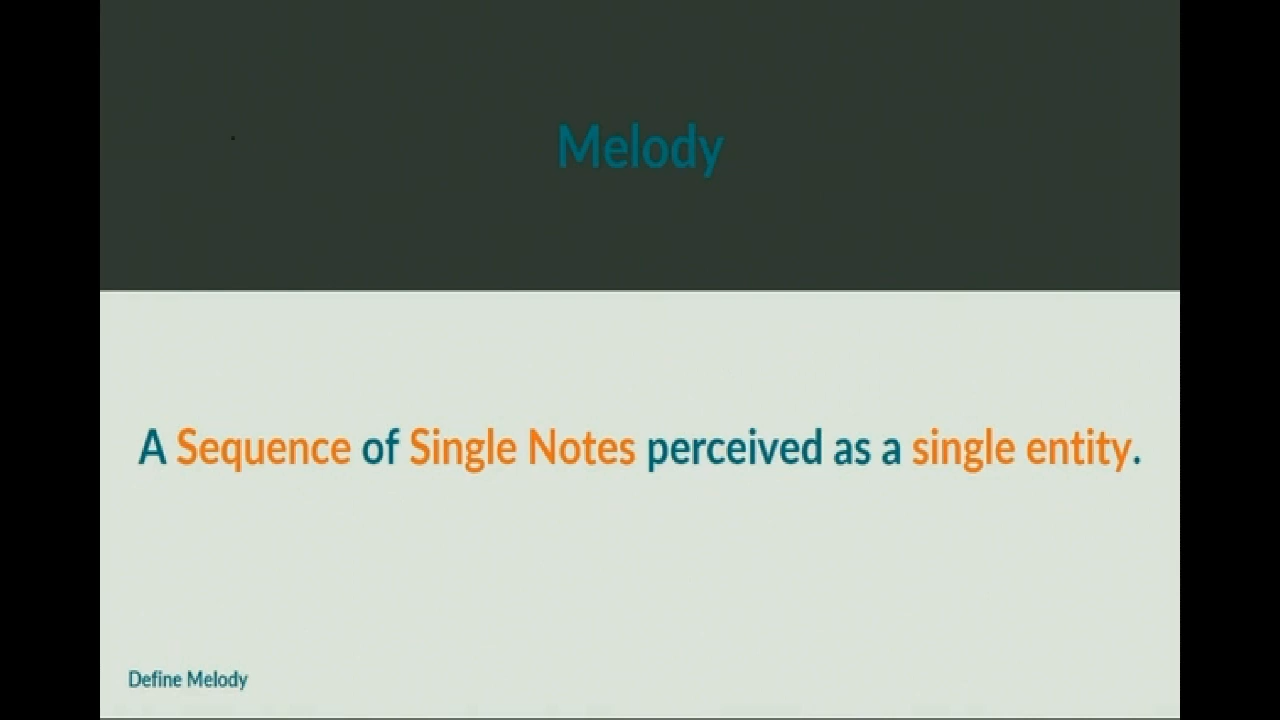 Melody
A Sequence of Single Notes perceived as a single entity.
Define Melody